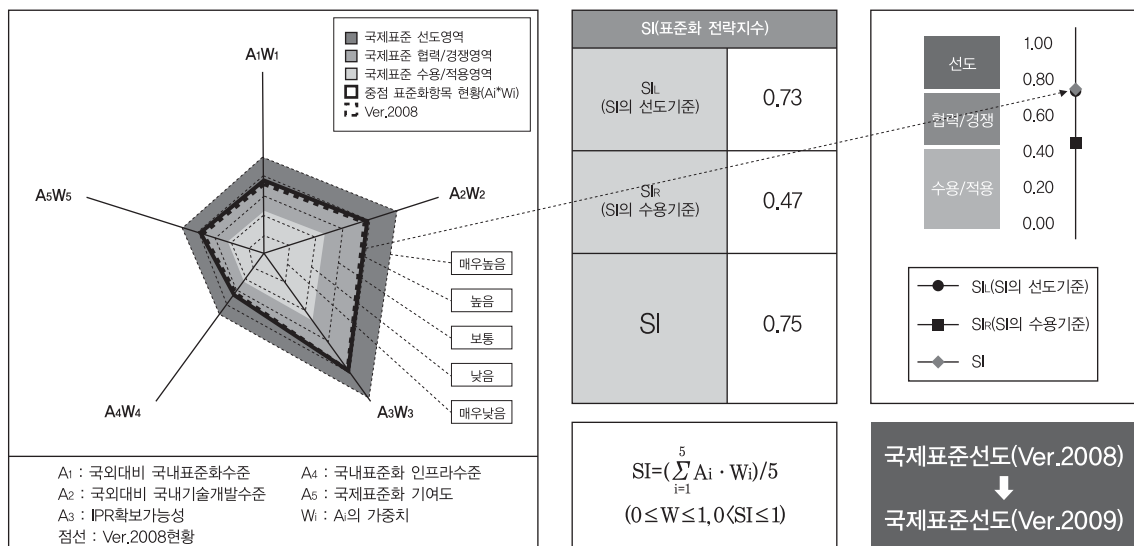 국제표준 선도영역
국제표준 협력/경쟁영역
국제표준 수용/적용영역
중점 표준화항목 현황(Ai*Wi)
Ver.2008
A1W1
A2W2
A3W3
A4W4
A5W5
매우높음
높음
보통
낮음
매우낮음
A1 : 국외대비 국내표준화수준
A2 : 국외대비 국내기술개발수준
A3 : IPR확보가능성
점선 : Ver.2008현황
A4 : 국내표준화 인프라수준
A5 : 국제표준화 기여도
Wi : Ai의 가중치
SI(표준화 전략지수)
SIL
(SI의 선도기준)
0.73
SIR
(SI의 수용기준)
0.47
SI
0.75
SI=(∑Ai · Wi)/5
5
i=1
(0≤W≤1, 0<SI≤1)
선도
협력/경쟁
수용/적용
1.00
0.80
0.60
0.40
0.20
0.00
SIL(SI의 선도기준)
SIR(SI의 수용기준)
SI
국제표준선도(Ver.2008)
국제표준선도(Ver.2009)